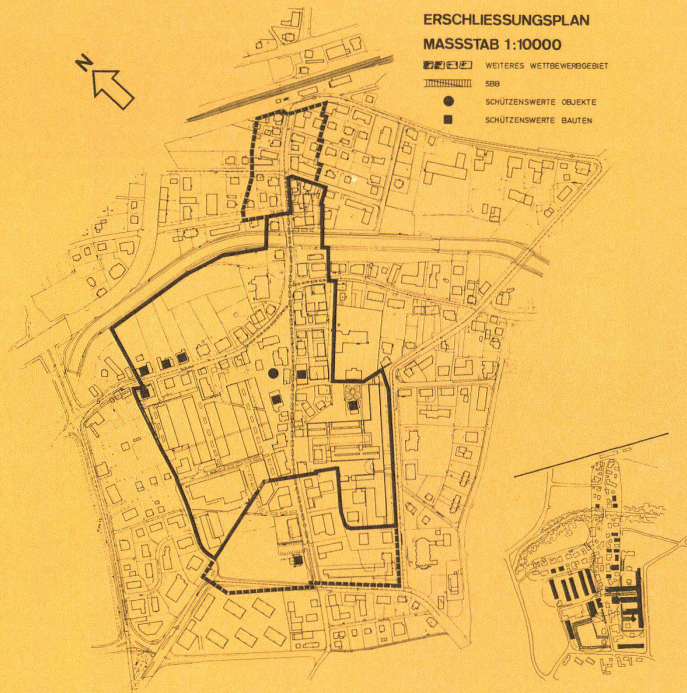 ERSCHLIESSUNGSPLAN
MASSSTAB 1:10000
WEITERES WETTBEWERBGEBIET
SBB
SCHÜTZENSWERTE OBJEKTE
SCHÜTZENSWERTE BAUTEN
N